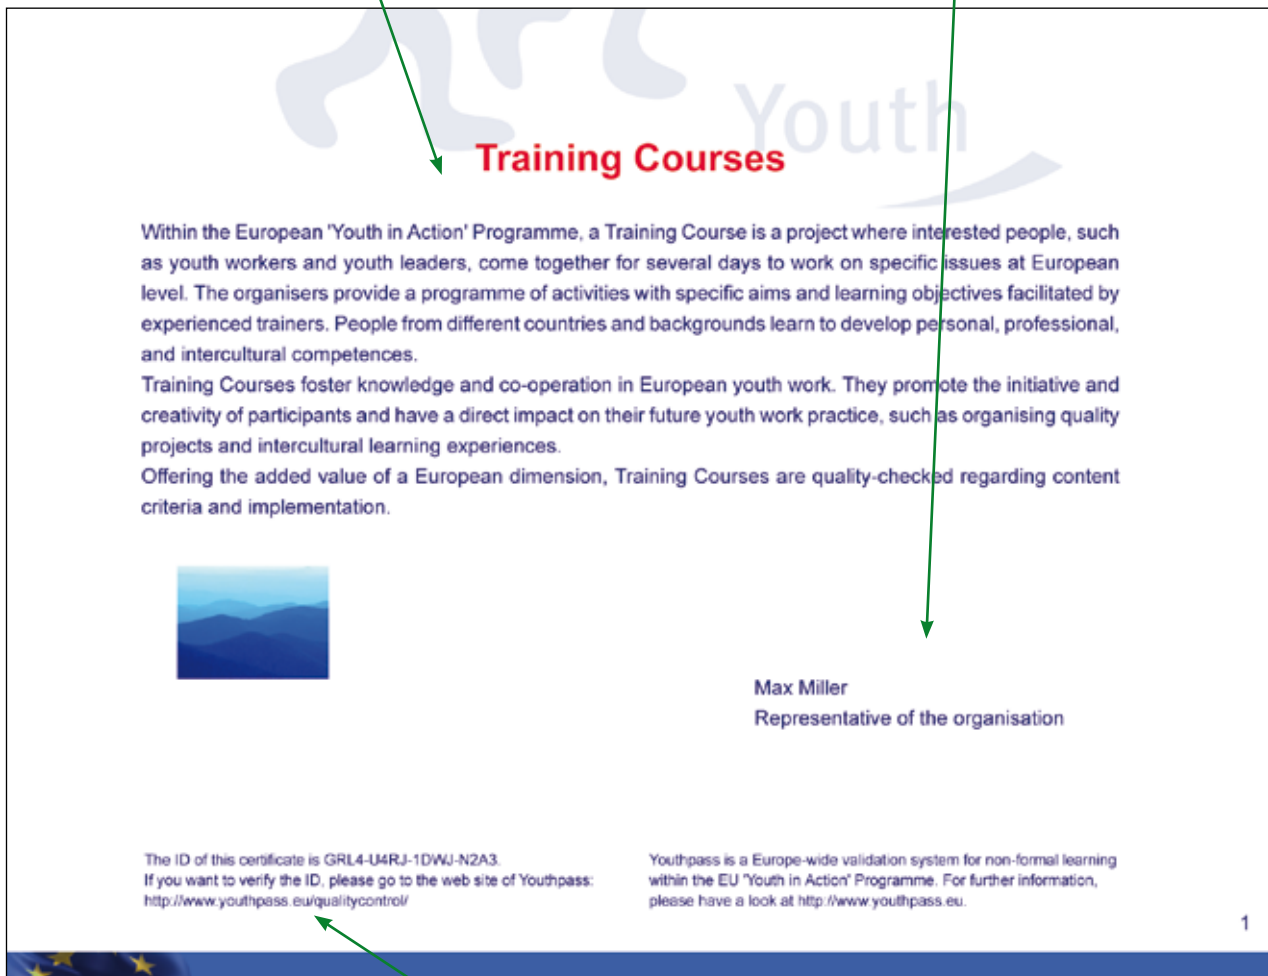 Youth
Training Courses
Within the European 'Youth in Action' Programme, a Training Course is a project where interested people, such
as youth workers and youth leaders, come together for several days to work on specific issues at European
level. The organisers provide a programme of activities with specific aims and learning objectives facilitated by
experienced trainers. People from different countries and backgrounds learn to develop personal, professional,
and intercultural competences.
Training Courses foster knowledge and co-operation in European youth work. They promote the initiative and
creativity of participants and have a direct impact on their future youth work practice, such as organising quality
projects and intercultural learning experiences.
Offering the added value of a European dimension, Training Courses are quality-checked regarding content
criteria and implementation.
Max Miller
Representative of the organisation
The ID of this certificate is GRL4-U4RJ-1DWJ-N2A3.
If you want to verify the ID, please go to the web site of Youthpass:
http://www.youthpass.eu/qualitycontrol/
Youthpass is a Europe-wide validation system for non-formal learning
within the EU 'Youth in Action' Programme. For further information,
please have a look at http://www.youthpass.eu.
1